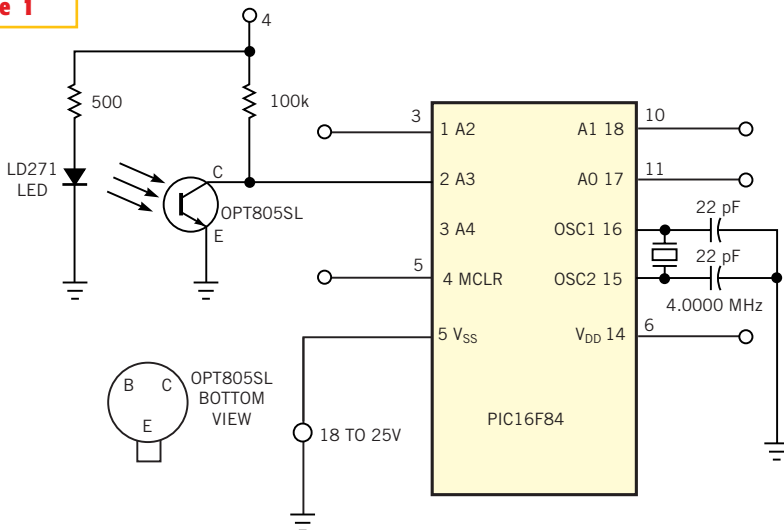 e 1
4
500
100k
LD271
LED
C
OPT805SL
E
3
1 A2
A1 18
10
2 A3
A0 17
11
3 A4
OSC1 16
22 pF
5
4 MCLR
OSC2 15
22 pF
4.0000 MHz
5 VSS
VDD 14
6
B C
E
OPT805SL
BOTTOM
VIEW
18 TO 25V
PIC16F84